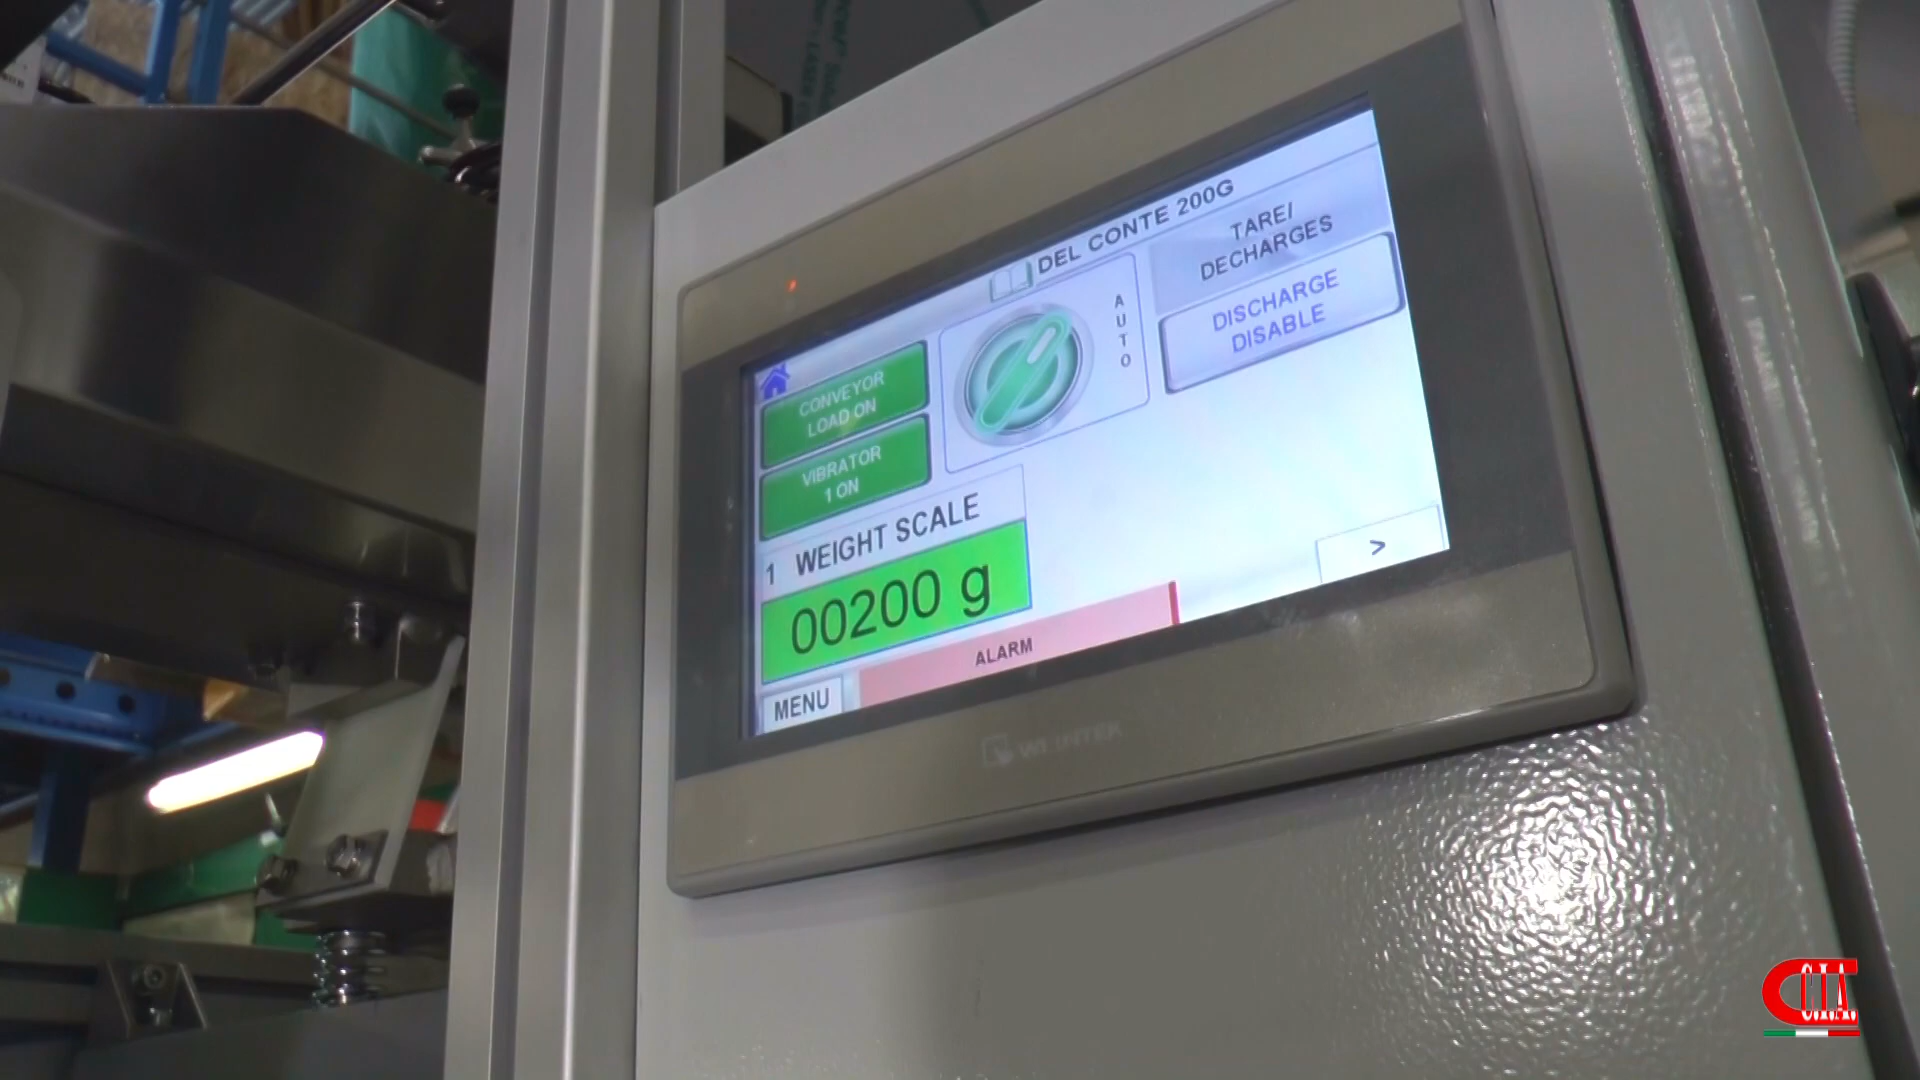 DEL CONTE 200G
TARE/
DECHARGES
DISCHARGE
DISABLE
AUTO
CONVEYOR
LOAD ON
VIBRATOR
1 ON
1 WEIGHT SCALE
00200 g
>
ALARM
MENU
WEINTEK
C.I.A.